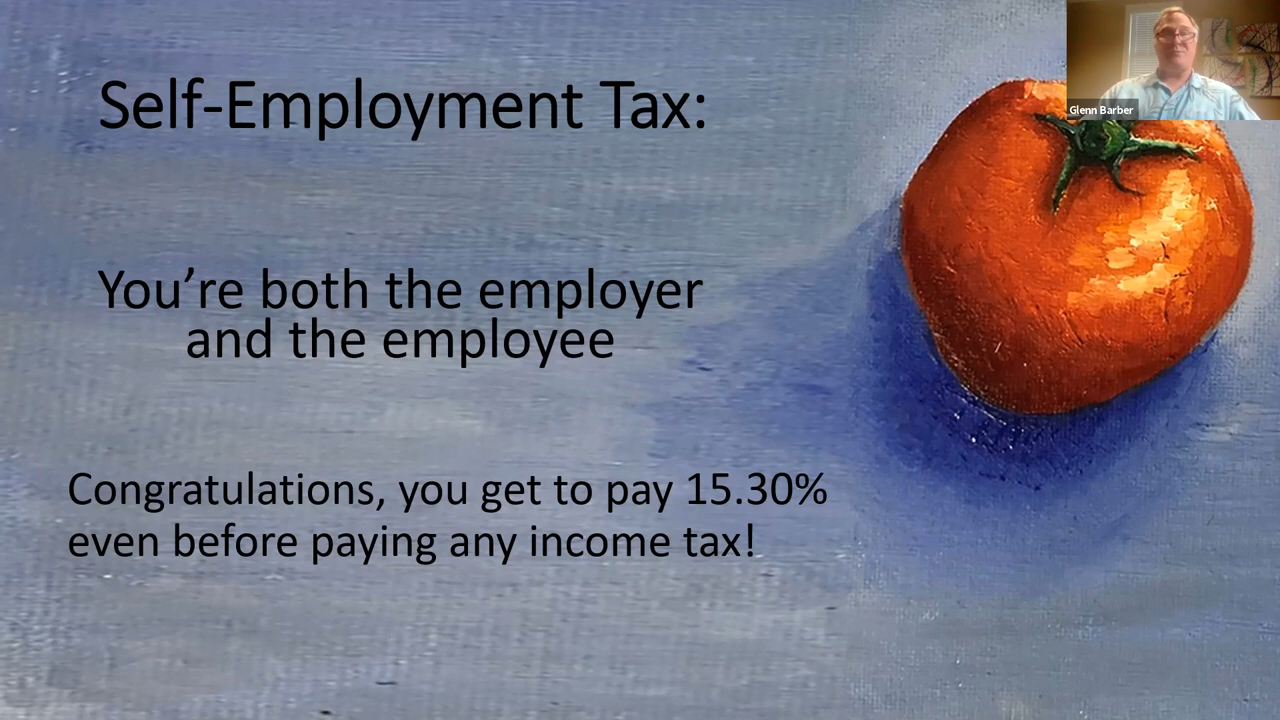 Self-Employment Tax:
Glenn Barber
You’re both the employer
and the employee
Congratulations, you get to pay 15.30%
even before paying any income tax!